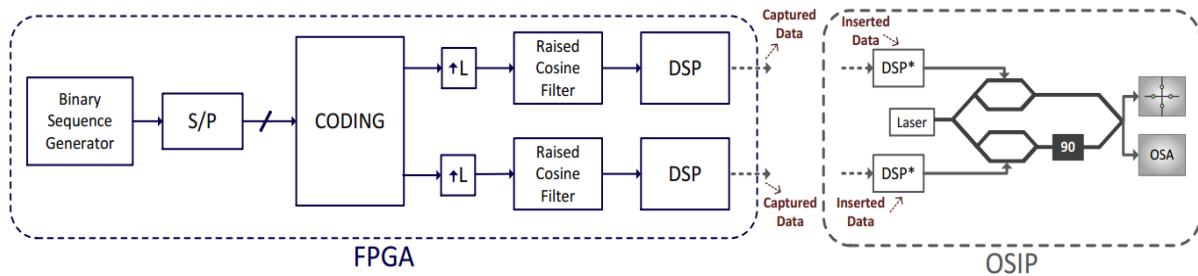 Binary
Sequence
Generator
S/P
CODING
↑L
Raised
Cosine
Filter
DSP
↑L
Raised
Cosine
Filter
DSP
Captured
Data
Captured
Data
FPGA
Inserted
Data
DSP*
Laser
90
DSP*
Inserted
Data
OSA
OSIP